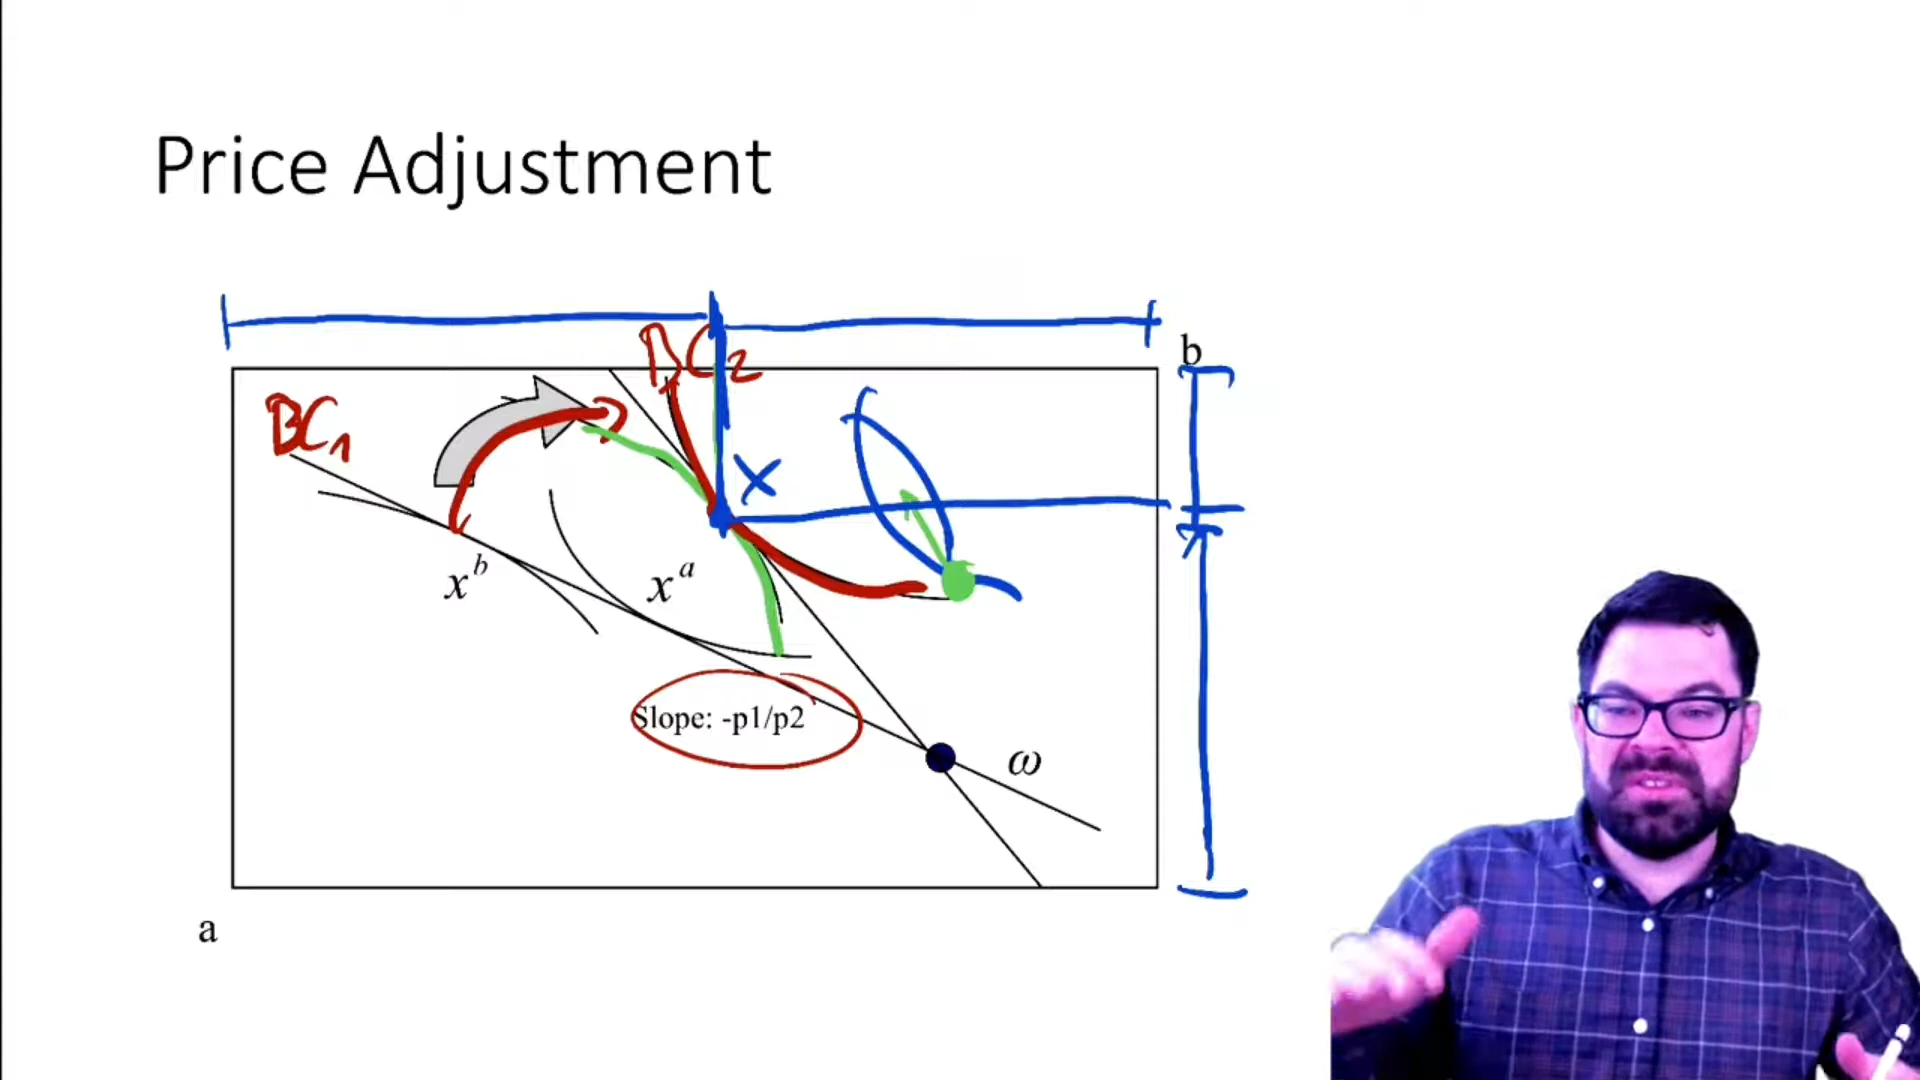 Price Adjustment
BC2
b
BC1
X
x^b
x^a
Slope: -p1/p2
ω
a